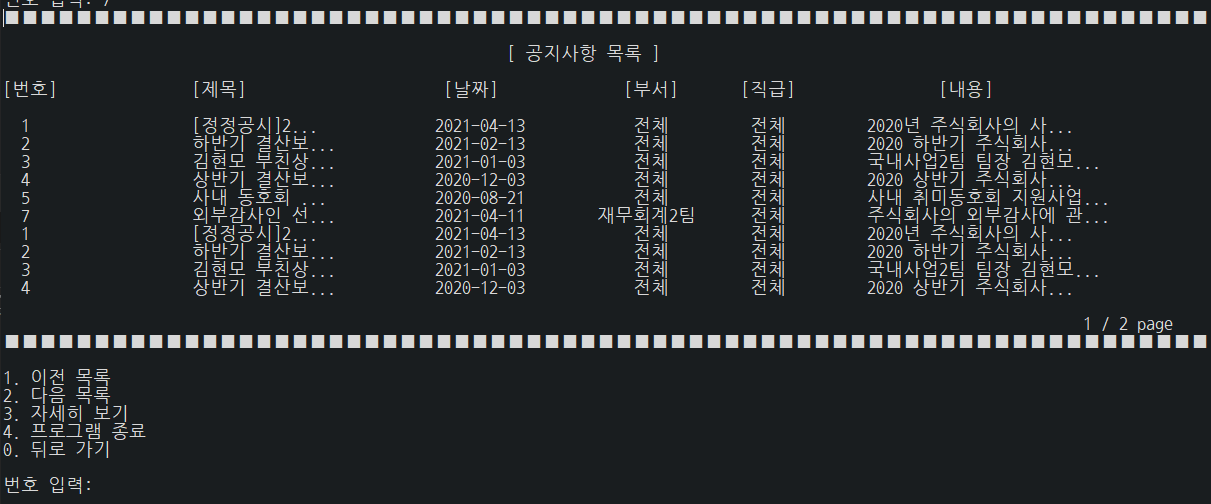 번호 입력: 7
■■■■■■■■■■■■■■■■■■■■■■■■■■■■■■■■■■■■■■■■■■■■■■■■■■■■■■■■■■■■■■■■■■■
[ 공지사항 목록 ]
[번호] [제목] [날짜] [부서] [직급] [내용]
1 [정정공시]2... 2021-04-13 전체 전체 2020년 주식회사의 사...
2 하반기 결산보... 2021-02-13 전체 전체 2020 하반기 주식회사...
3 김현모 부친상... 2021-01-03 전체 전체 국내사업2팀 팀장 김현모...
4 상반기 결산보... 2020-12-03 전체 전체 2020 상반기 주식회사...
5 사내 동호회 ... 2020-08-21 전체 전체 사내 취미동호회 지원사업...
7 외부감사인 선... 2021-04-11 재무회계2팀 전체 주식회사의 외부감사에 관...
1 [정정공시]2... 2021-04-13 전체 전체 2020년 주식회사의 사...
2 하반기 결산보... 2021-02-13 전체 전체 2020 하반기 주식회사...
3 김현모 부친상... 2021-01-03 전체 전체 국내사업2팀 팀장 김현모...
4 상반기 결산보... 2020-12-03 전체 전체 2020 상반기 주식회사...
1 / 2 page
■■■■■■■■■■■■■■■■■■■■■■■■■■■■■■■■■■■■■■■■■■■■■■■■■■■■■■■■■■■■■■■■■■■
1. 이전 목록
2. 다음 목록
3. 자세히 보기
4. 프로그램 종료
0. 뒤로 가기
번호 입력: